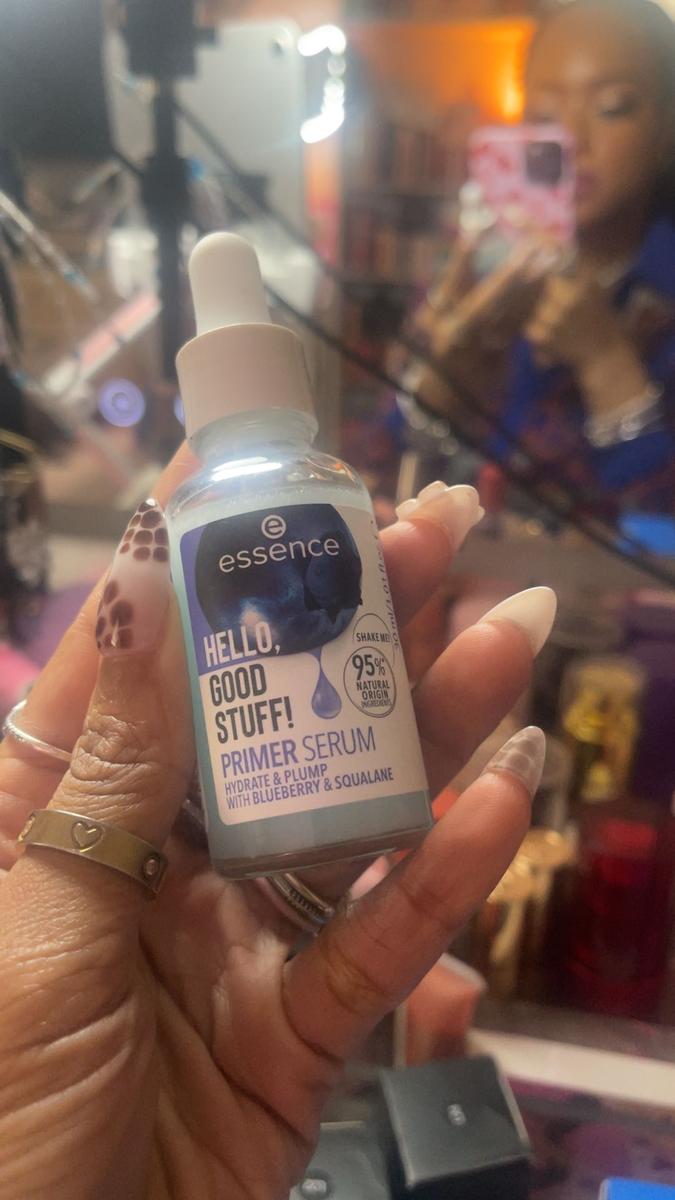 e
essence
HELLO,
GOOD
STUFF!
PRIMER SERUM
HYDRATE & PLUMP
WITH BLUEBERRY & SQUALANE
SHAKE ME!
95%
NATURAL
ORIGIN
INGREDIENTS